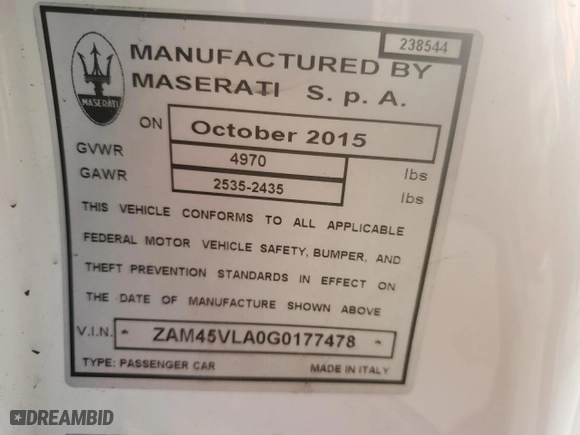 238544
MANUFACTURED BY
MASERATI S. p. A.
MASERATI
ON October 2015
GVWR 4970 lbs
GAWR 2535-2435 lbs
THIS VEHICLE CONFORMS TO ALL APPLICABLE
FEDERAL MOTOR VEHICLE SAFETY, BUMPER, AND
THEFT PREVENTION STANDARDS IN EFFECT ON
THE DATE OF MANUFACTURE SHOWN ABOVE
V.I.N. * ZAM45VLA0G0177478 *
TYPE: PASSENGER CAR MADE IN ITALY
DREAMBID